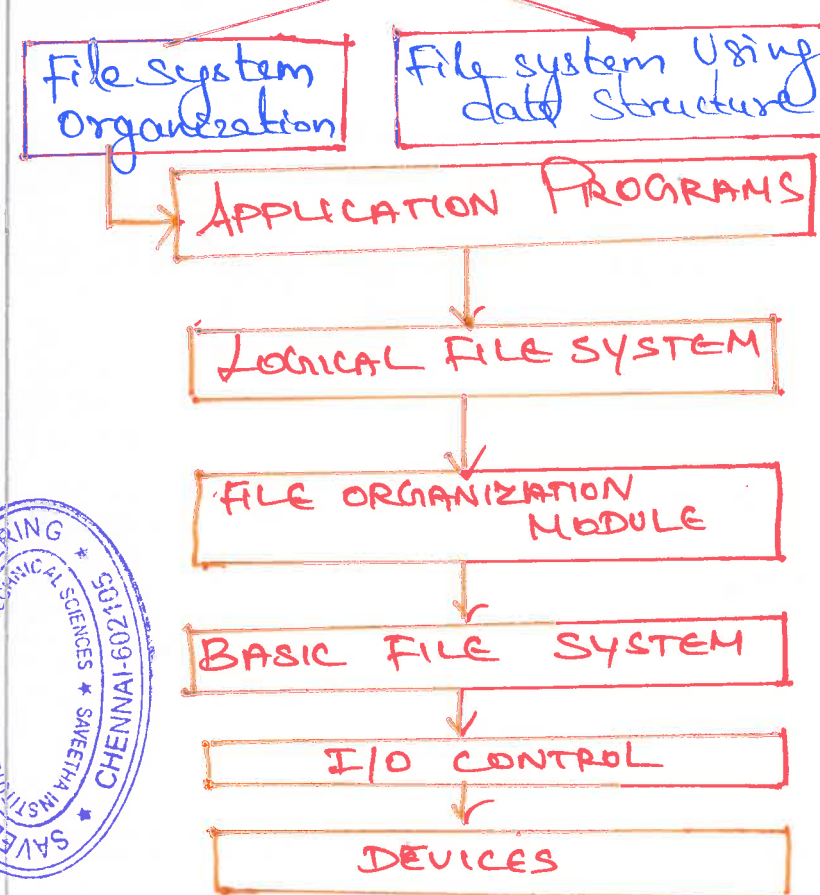 File system
Organization
File system Using
data Structure
APPLICATION PROGRAMS
LOGICAL FILE SYSTEM
FILE ORGANIZATION
MODULE
BASIC FILE SYSTEM
I/O CONTROL
DEVICES
SCIENCES * SAVEETHA
CHENNAI-602105